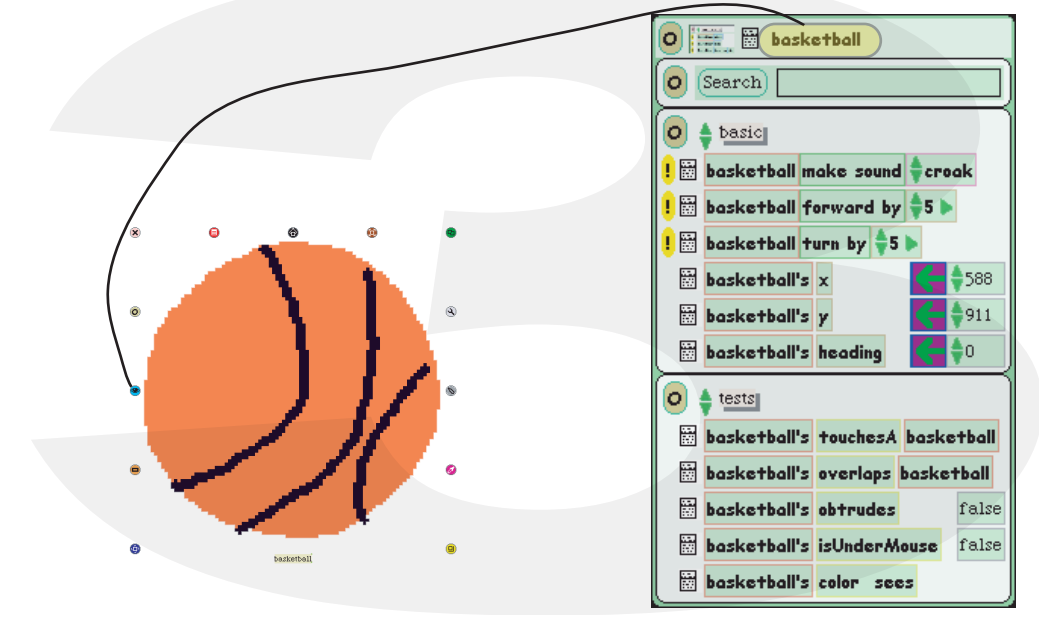 basketball
Search
basic
! basketball make sound croak
! basketball forward by 5
! basketball turn by 5
basketball's x 588
basketball's y 911
basketball's heading 0
tests
basketball's touchesA basketball
basketball's overlaps basketball
basketball's obtrudes false
basketball's isUnderMouse false
basketball's color sees
basketball
3